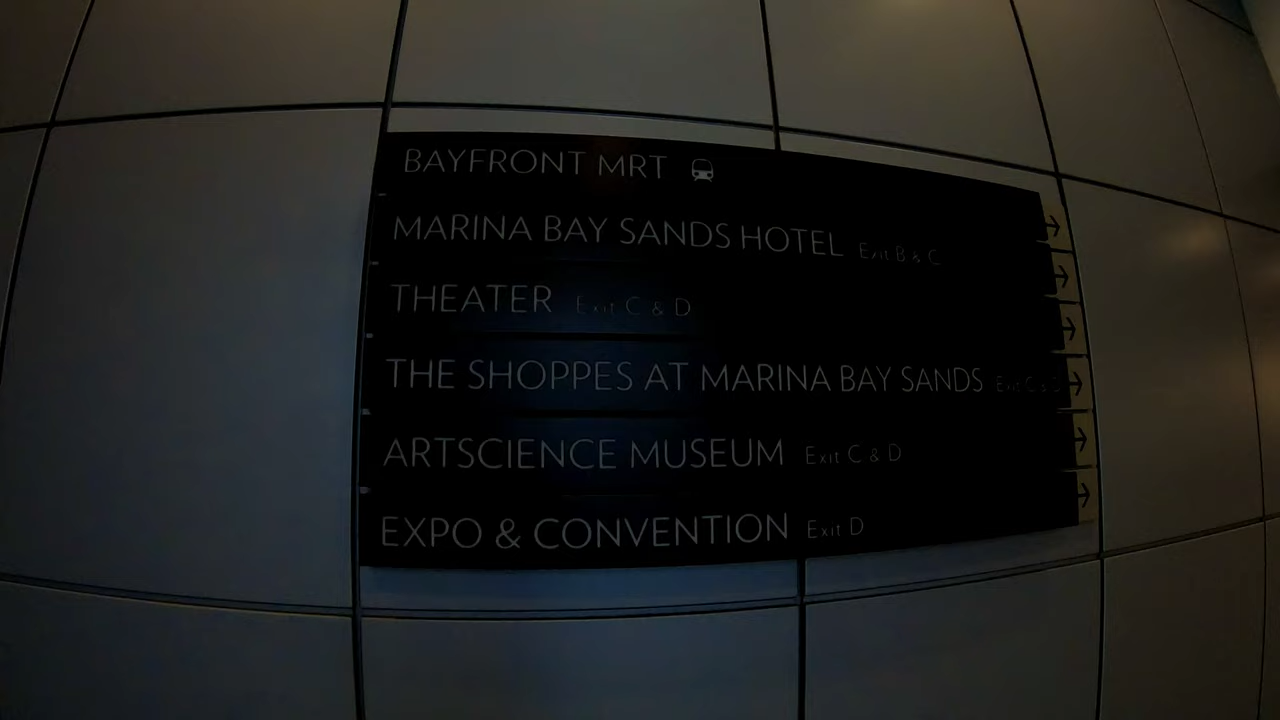 BAYFRONT MRT
MARINA BAY SANDS HOTEL Exit B & C
THEATER Exit C & D
THE SHOPPES AT MARINA BAY SANDS Exit C &
ARTSCIENCE MUSEUM Exit C & D
EXPO & CONVENTION Exit D